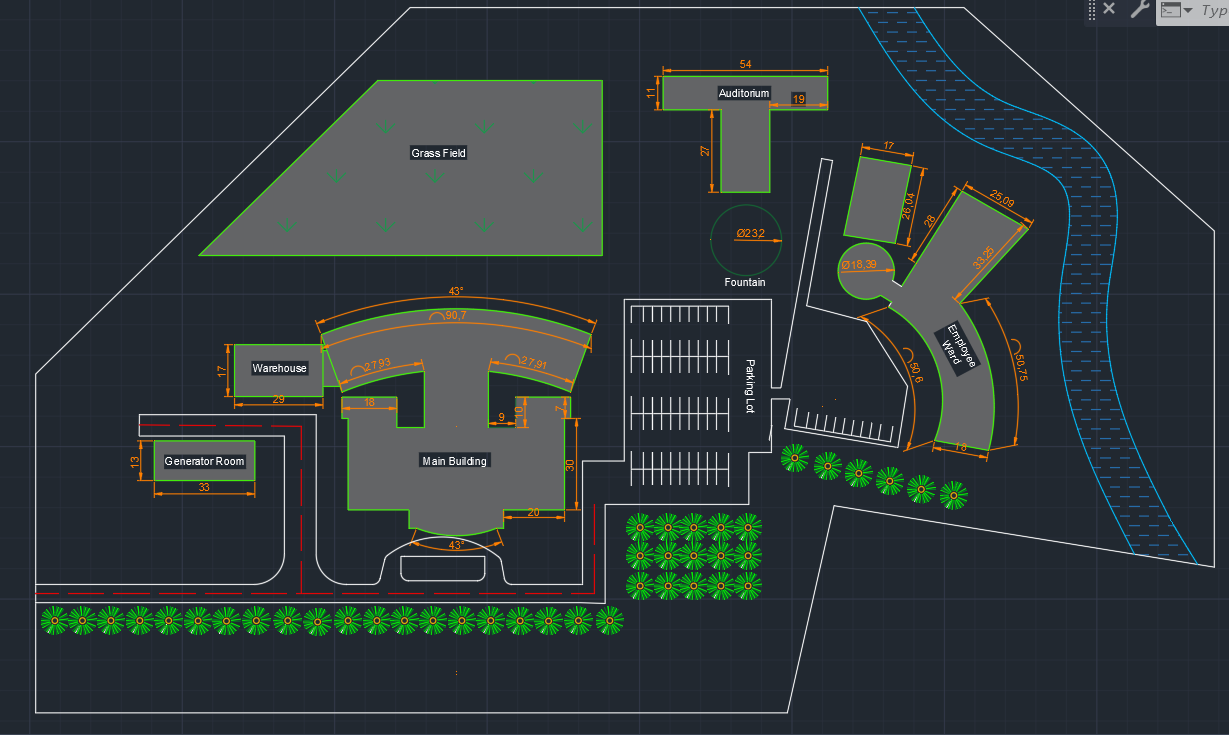 Typ
54
Auditorium
11
19
27
Grass Field
17
26,04
25,09
28
33,25
Ø23,2
Ø18,39
Fountain
43°
90,7
27,93
27,91
Warehouse
17
29
18
9
10
7
Parking Lot
Employee
Ward
50,6
50,75
18
Generator Room
13
33
Main Building
30
20
43°